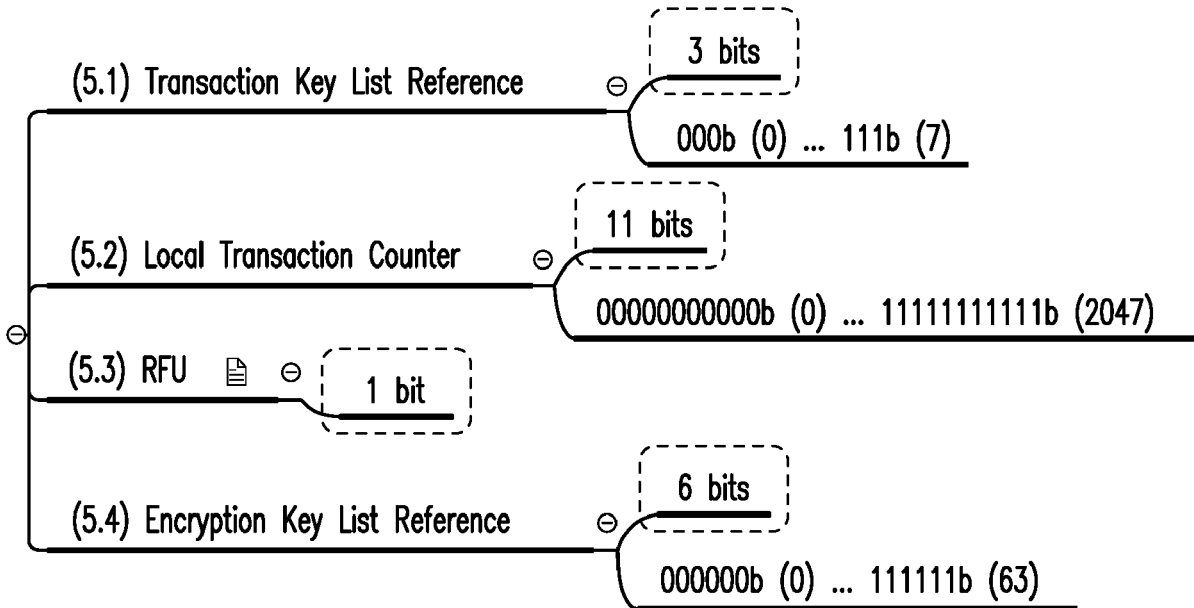 3 bits
(5.1) Transaction Key List Reference
000b (0) ... 111b (7)
11 bits
(5.2) Local Transaction Counter
00000000000b (0) ... 11111111111b (2047)
(5.3) RFU
1 bit
6 bits
(5.4) Encryption Key List Reference
000000b (0) ... 111111b (63)